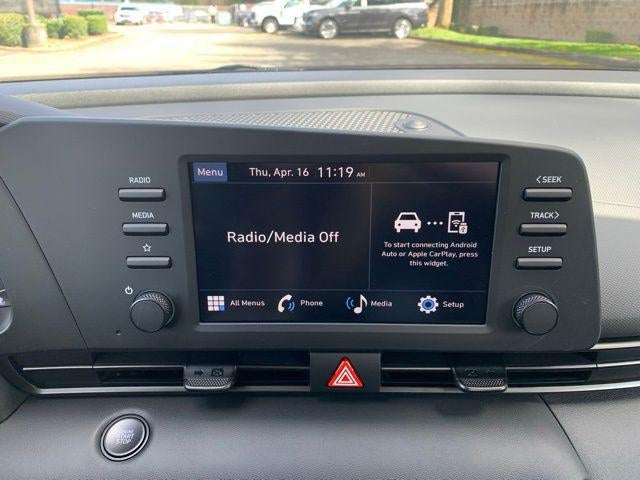 Menu
Thu, Apr. 16 11:19 AM
RADIO
MEDIA
☆
Radio/Media Off
To start connecting Android
Auto or Apple CarPlay, press
this widget.
All Menus
Phone
Media
Setup
< SEEK
TRACK >
SETUP
START
STOP